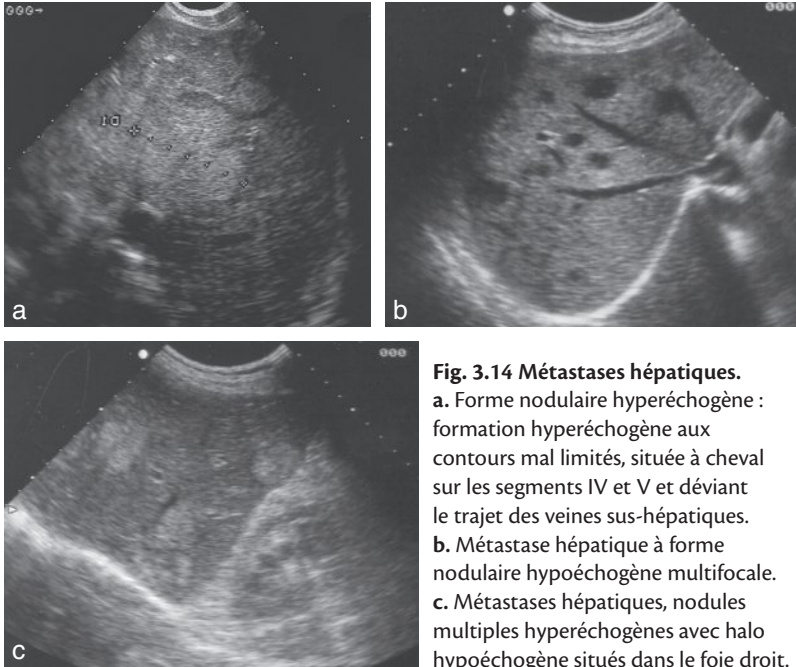 a
b
c
Fig. 3.14 Métastases hépatiques.
a. Forme nodulaire hyperéchogène :
formation hyperéchogène aux
contours mal limités, située à cheval
sur les segments IV et V et déviant
le trajet des veines sus-hépatiques.
b. Métastase hépatique à forme
nodulaire hypoéchogène multifocale.
c. Métastases hépatiques, nodules
multiples hyperéchogènes avec halo
hypoéchogène situés dans le foie droit.